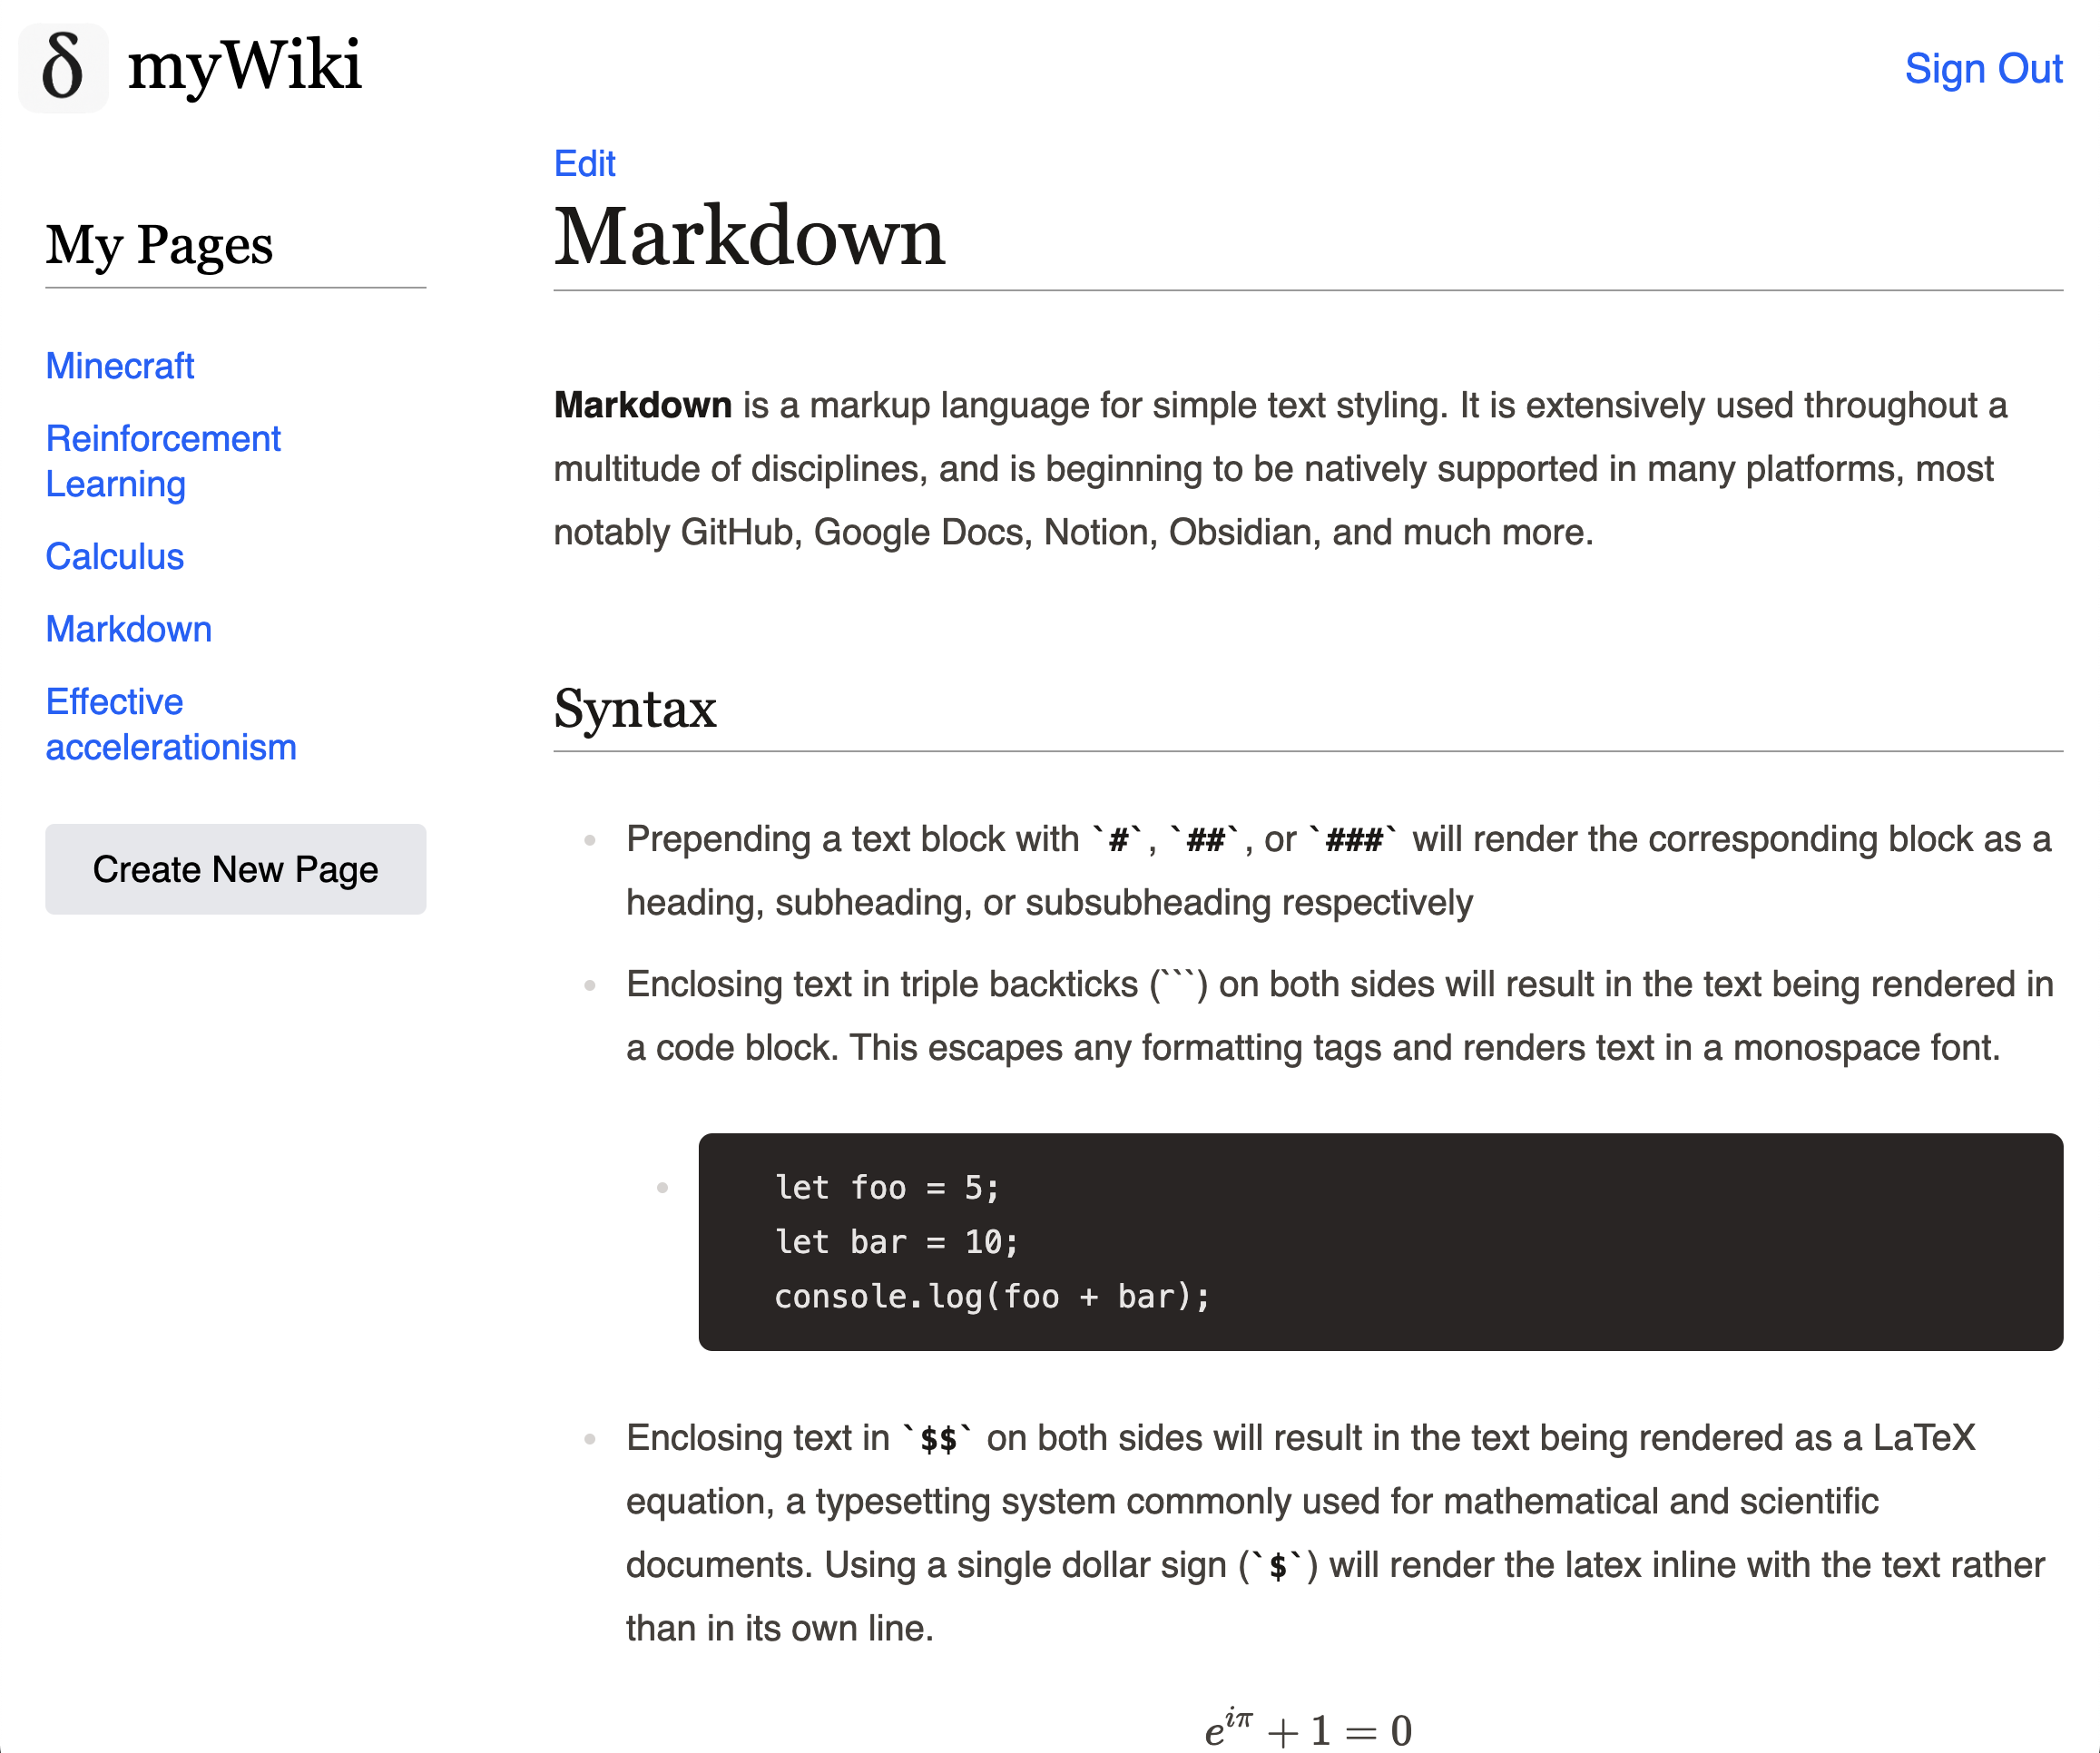 δ myWiki
Sign Out
My Pages
Minecraft
Reinforcement
Learning
Calculus
Markdown
Effective
accelerationism
Create New Page
Edit
Markdown
Markdown is a markup language for simple text styling. It is extensively used throughout a
multitude of disciplines, and is beginning to be natively supported in many platforms, most
notably GitHub, Google Docs, Notion, Obsidian, and much more.
Syntax
Prepending a text block with `#`, `##`, or `###` will render the corresponding block as a
heading, subheading, or subsubheading respectively
Enclosing text in triple backticks (```) on both sides will result in the text being rendered in
a code block. This escapes any formatting tags and renders text in a monospace font.
let foo = 5;
let bar = 10;
console.log(foo + bar);
Enclosing text in `$$` on both sides will result in the text being rendered as a LaTeX
equation, a typesetting system commonly used for mathematical and scientific
documents. Using a single dollar sign (`$`) will render the latex inline with the text rather
than in its own line.
e^{iπ} + 1 = 0